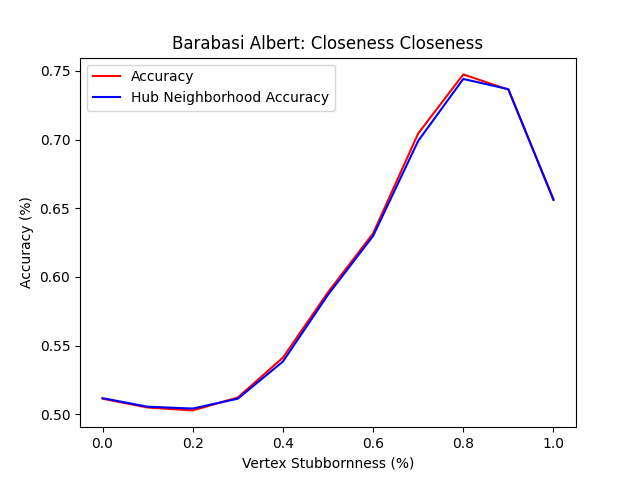 Barabasi Albert: Closeness Closeness
Accuracy
Hub Neighborhood Accuracy
0.75
0.70
0.65
0.60
0.55
0.50
Accuracy (%)
0.0 0.2 0.4 0.6 0.8 1.0
Vertex Stubbornness (%)